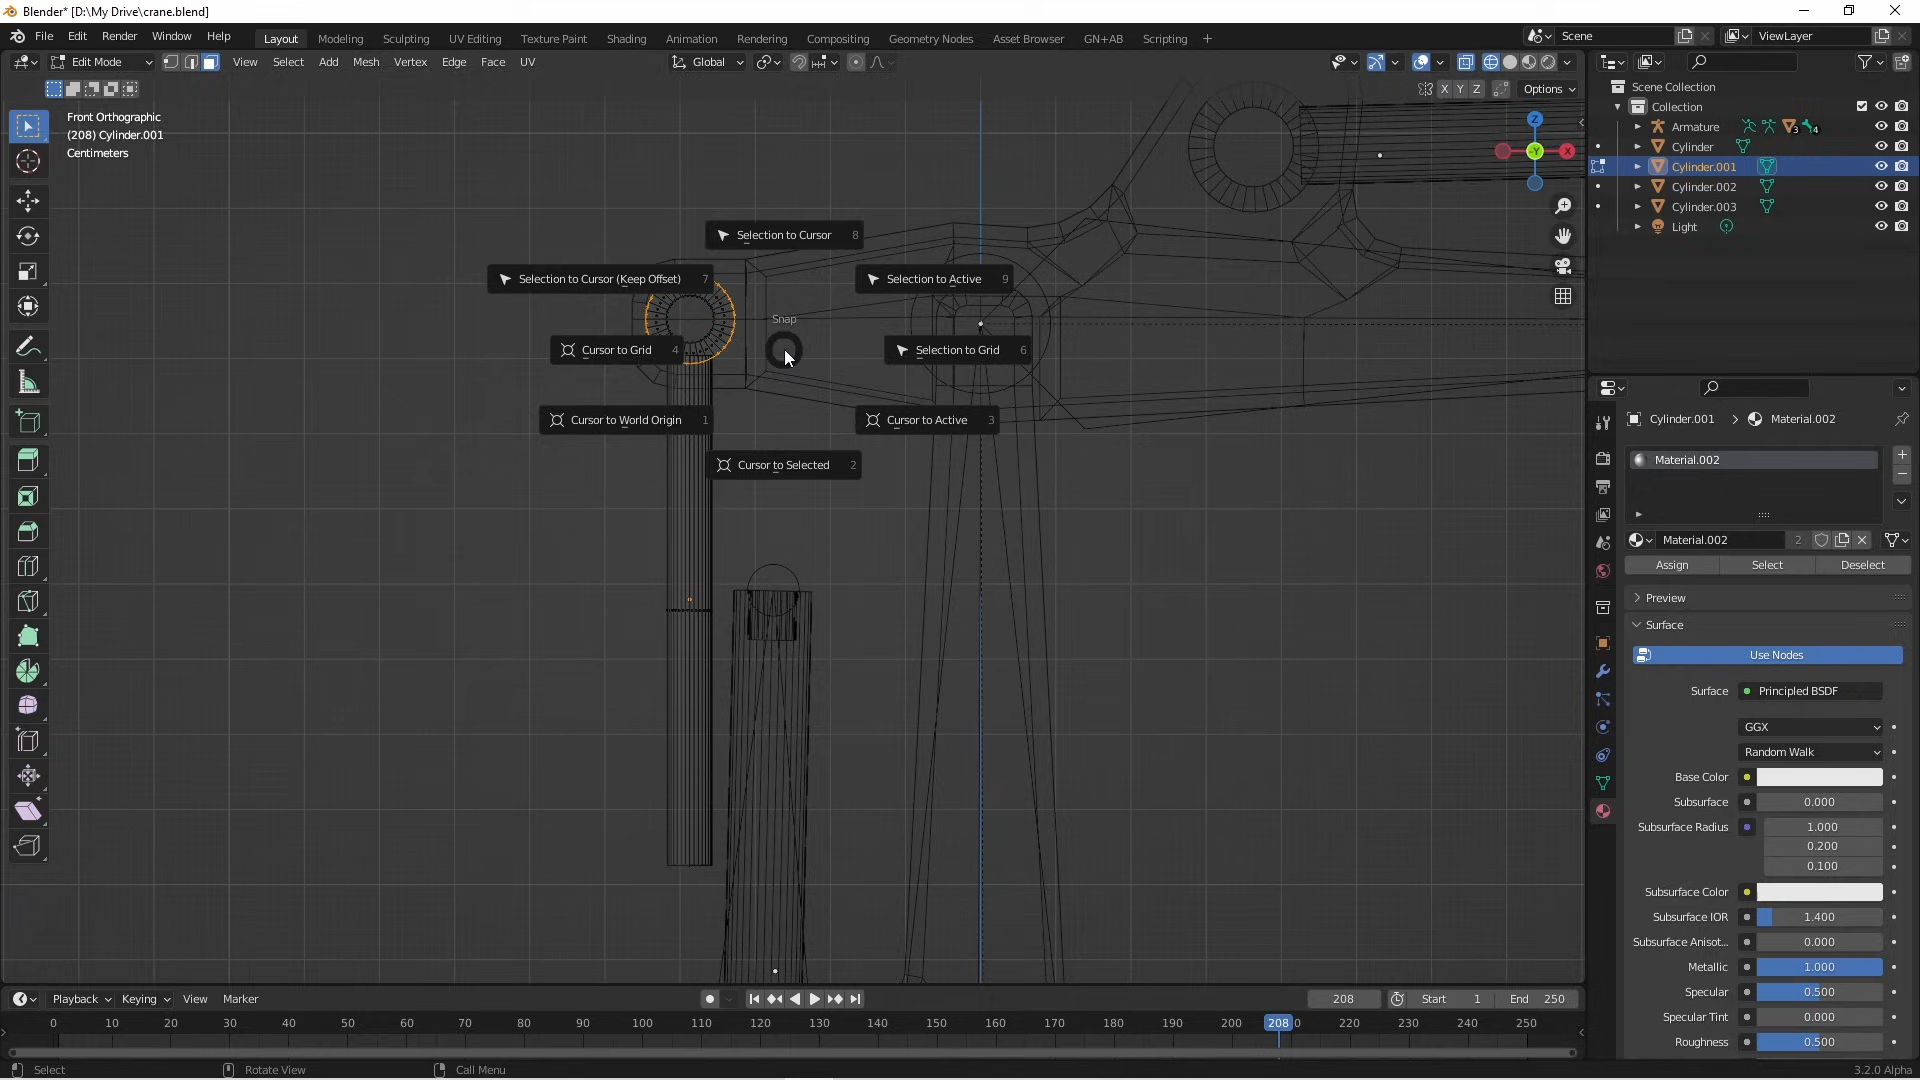 Blender* [D:\My Drive\crane.blend]
File Edit Render Window Help Layout Modeling Sculpting UV Editing Texture Paint Shading Animation Rendering Compositing Geometry Nodes Asset Browser GN+AB Scripting + Scene ViewLayer
Edit Mode View Select Add Mesh Vertex Edge Face UV Global
X Y Z Options
Front Orthographic
(208) Cylinder.001
Centimeters
Scene Collection
Collection
Armature 3 4
Cylinder
Cylinder.001
Cylinder.002
Cylinder.003
Light
Z
-Y X
Selection to Cursor 8
Selection to Cursor (Keep Offset) 7
Selection to Active 9
Snap
Cursor to Grid 4
Selection to Grid 6
Cursor to World Origin 1
Cursor to Active 3
Cursor to Selected 2
Cylinder.001 > Material.002
Material.002
Material.002 2
Assign Select Deselect
Preview
Surface
Use Nodes
Surface Principled BSDF
GGX
Random Walk
Base Color
Subsurface 0.000
Subsurface Radius 1.000
0.200
0.100
Subsurface Color
Subsurface IOR 1.400
Subsurface Anisot... 0.000
Metallic 1.000
Specular 0.500
Specular Tint 0.000
Roughness 0.500
Playback Keying View Marker 208 Start 1 End 250
0 10 20 30 40 50 60 70 80 90 100 110 120 130 140 150 160 170 180 190 200 208 0 220 230 240 250
Select Rotate View Call Menu 3.2.0 Alpha